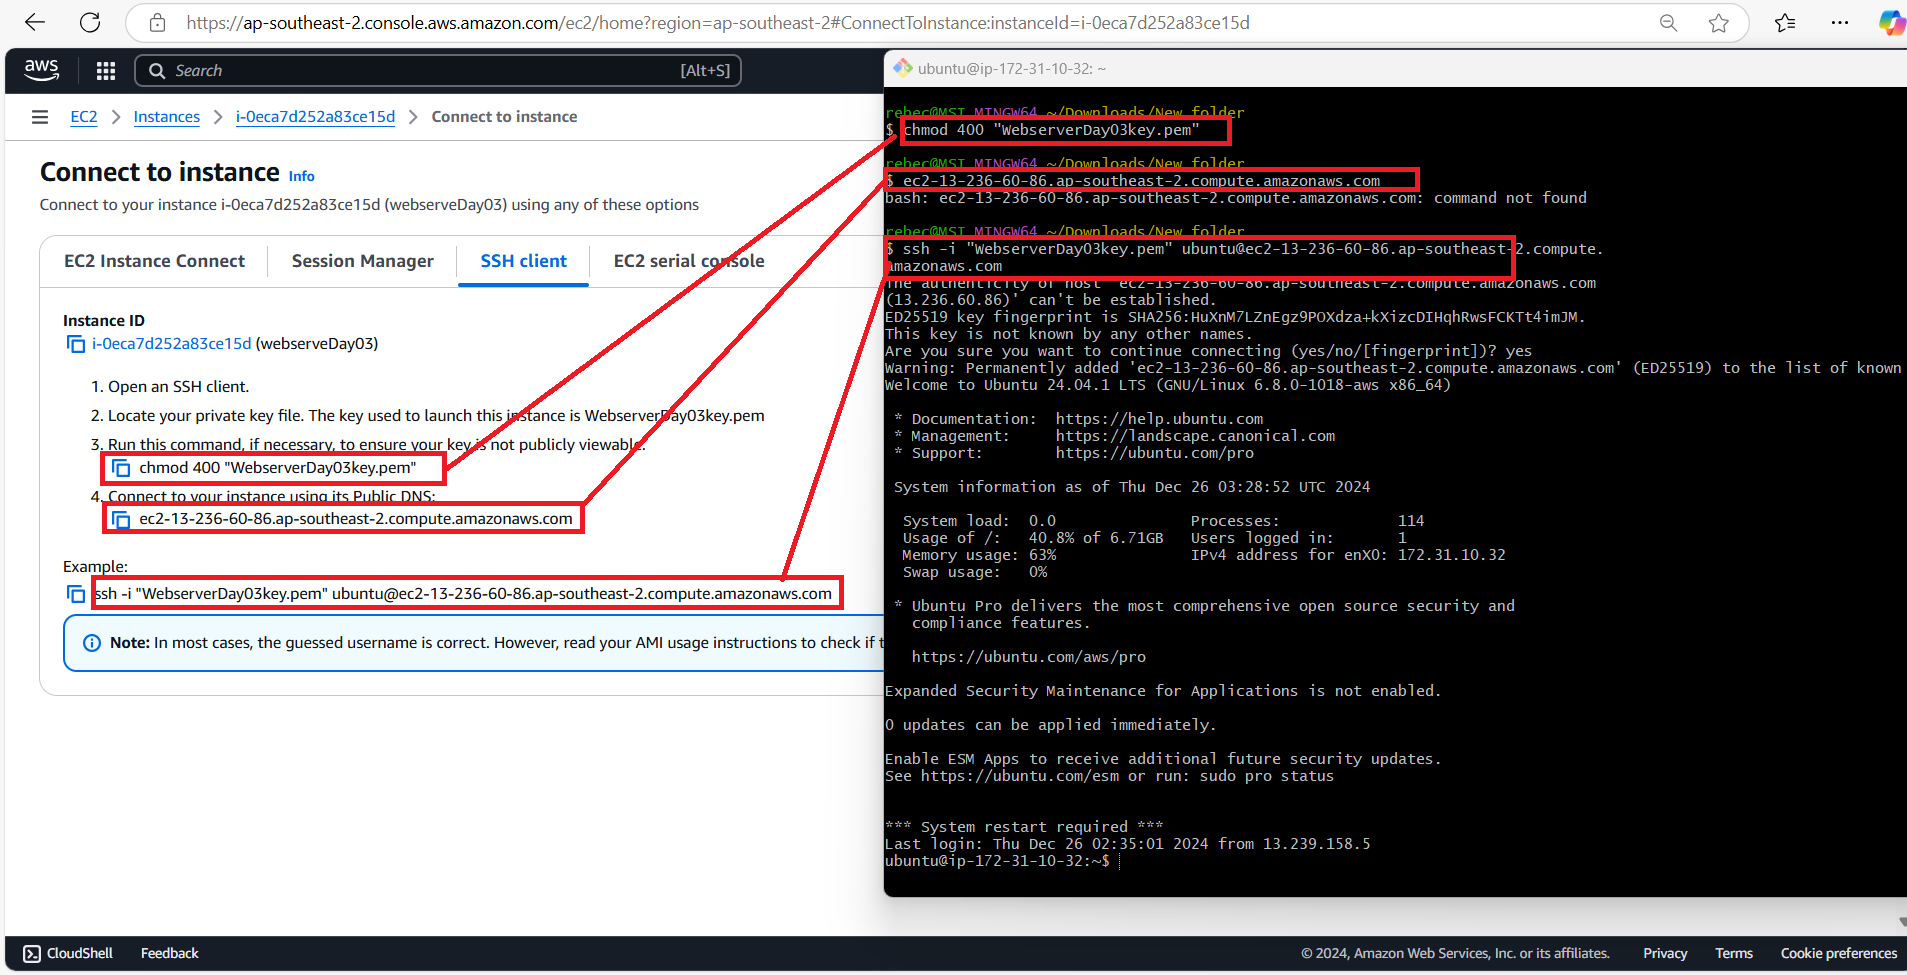 https://ap-southeast-2.console.aws.amazon.com/ec2/home?region=ap-southeast-2#ConnectToInstance:instanceId=i-0eca7d252a83ce15d
aws
Search [Alt+S]
EC2 > Instances > i-0eca7d252a83ce15d > Connect to instance
Connect to instance Info
Connect to your instance i-0eca7d252a83ce15d (webserveDay03) using any of these options
EC2 Instance Connect
Session Manager
SSH client
EC2 serial console
Instance ID
i-0eca7d252a83ce15d (webserveDay03)
1. Open an SSH client.
2. Locate your private key file. The key used to launch this instance is WebserverDay03key.pem
3. Run this command, if necessary, to ensure your key is not publicly viewable.
chmod 400 "WebserverDay03key.pem"
4. Connect to your instance using its Public DNS:
ec2-13-236-60-86.ap-southeast-2.compute.amazonaws.com
Example:
ssh -i "WebserverDay03key.pem" ubuntu@ec2-13-236-60-86.ap-southeast-2.compute.amazonaws.com
Note: In most cases, the guessed username is correct. However, read your AMI usage instructions to check if t
ubuntu@ip-172-31-10-32: ~
rebec@MSI MINGW64 ~/Downloads/New folder
$ chmod 400 "WebserverDay03key.pem"
rebec@MSI MINGW64 ~/Downloads/New folder
$ ec2-13-236-60-86.ap-southeast-2.compute.amazonaws.com
bash: ec2-13-236-60-86.ap-southeast-2.compute.amazonaws.com: command not found
rebec@MSI MINGW64 ~/Downloads/New folder
$ ssh -i "WebserverDay03key.pem" ubuntu@ec2-13-236-60-86.ap-southeast-2.compute.
amazonaws.com
The authenticity of host 'ec2-13-236-60-86.ap-southeast-2.compute.amazonaws.com
(13.236.60.86)' can't be established.
ED25519 key fingerprint is SHA256:HuXnM7LZnEgz9POXdza+kXizcDIHqhRwsFCKTt4imJM.
This key is not known by any other names.
Are you sure you want to continue connecting (yes/no/[fingerprint])? yes
Warning: Permanently added 'ec2-13-236-60-86.ap-southeast-2.compute.amazonaws.com' (ED25519) to the list of known
Welcome to Ubuntu 24.04.1 LTS (GNU/Linux 6.8.0-1018-aws x86_64)
* Documentation: https://help.ubuntu.com
* Management: https://landscape.canonical.com
* Support: https://ubuntu.com/pro
System information as of Thu Dec 26 03:28:52 UTC 2024
System load: 0.0 Processes: 114
Usage of /: 40.8% of 6.71GB Users logged in: 1
Memory usage: 63% IPv4 address for enX0: 172.31.10.32
Swap usage: 0%
* Ubuntu Pro delivers the most comprehensive open source security and
compliance features.
https://ubuntu.com/aws/pro
Expanded Security Maintenance for Applications is not enabled.
0 updates can be applied immediately.
Enable ESM Apps to receive additional future security updates.
See https://ubuntu.com/esm or run: sudo pro status
*** System restart required ***
Last login: Thu Dec 26 02:35:01 2024 from 13.239.158.5
ubuntu@ip-172-31-10-32:~$
CloudShell Feedback © 2024, Amazon Web Services, Inc. or its affiliates. Privacy Terms Cookie preferences